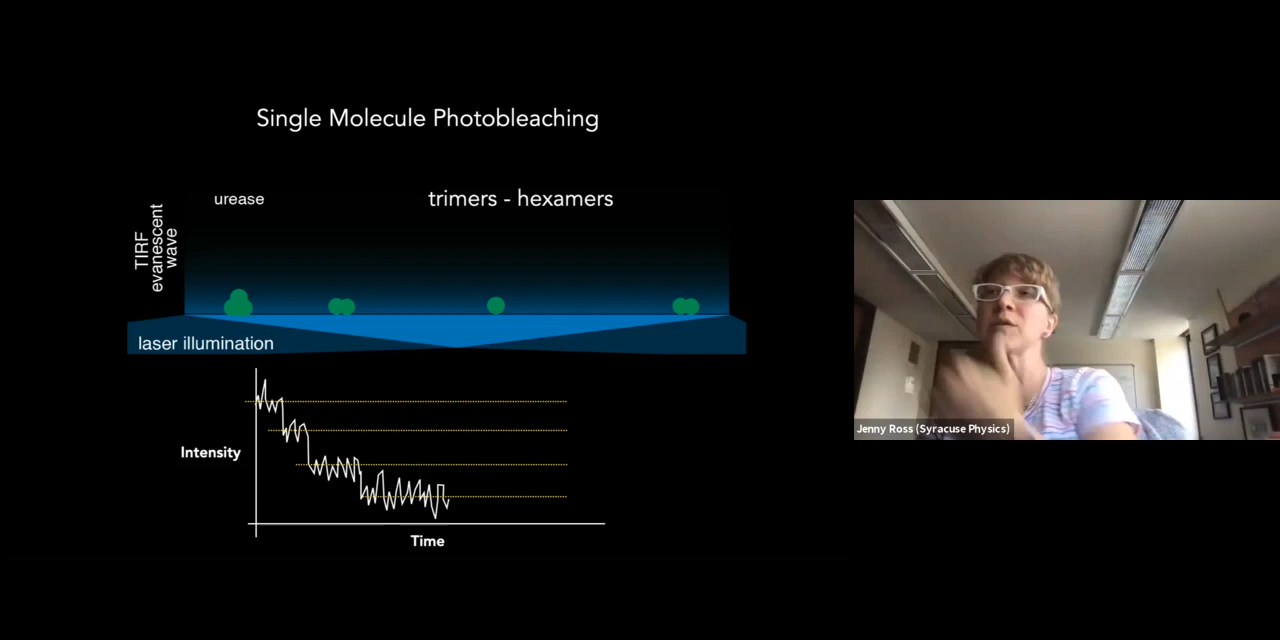 Single Molecule Photobleaching
urease
trimers - hexamers
TIRF
evanescent
wave
laser illumination
Intensity
Time
Jenny Ross (Syracuse Physics)